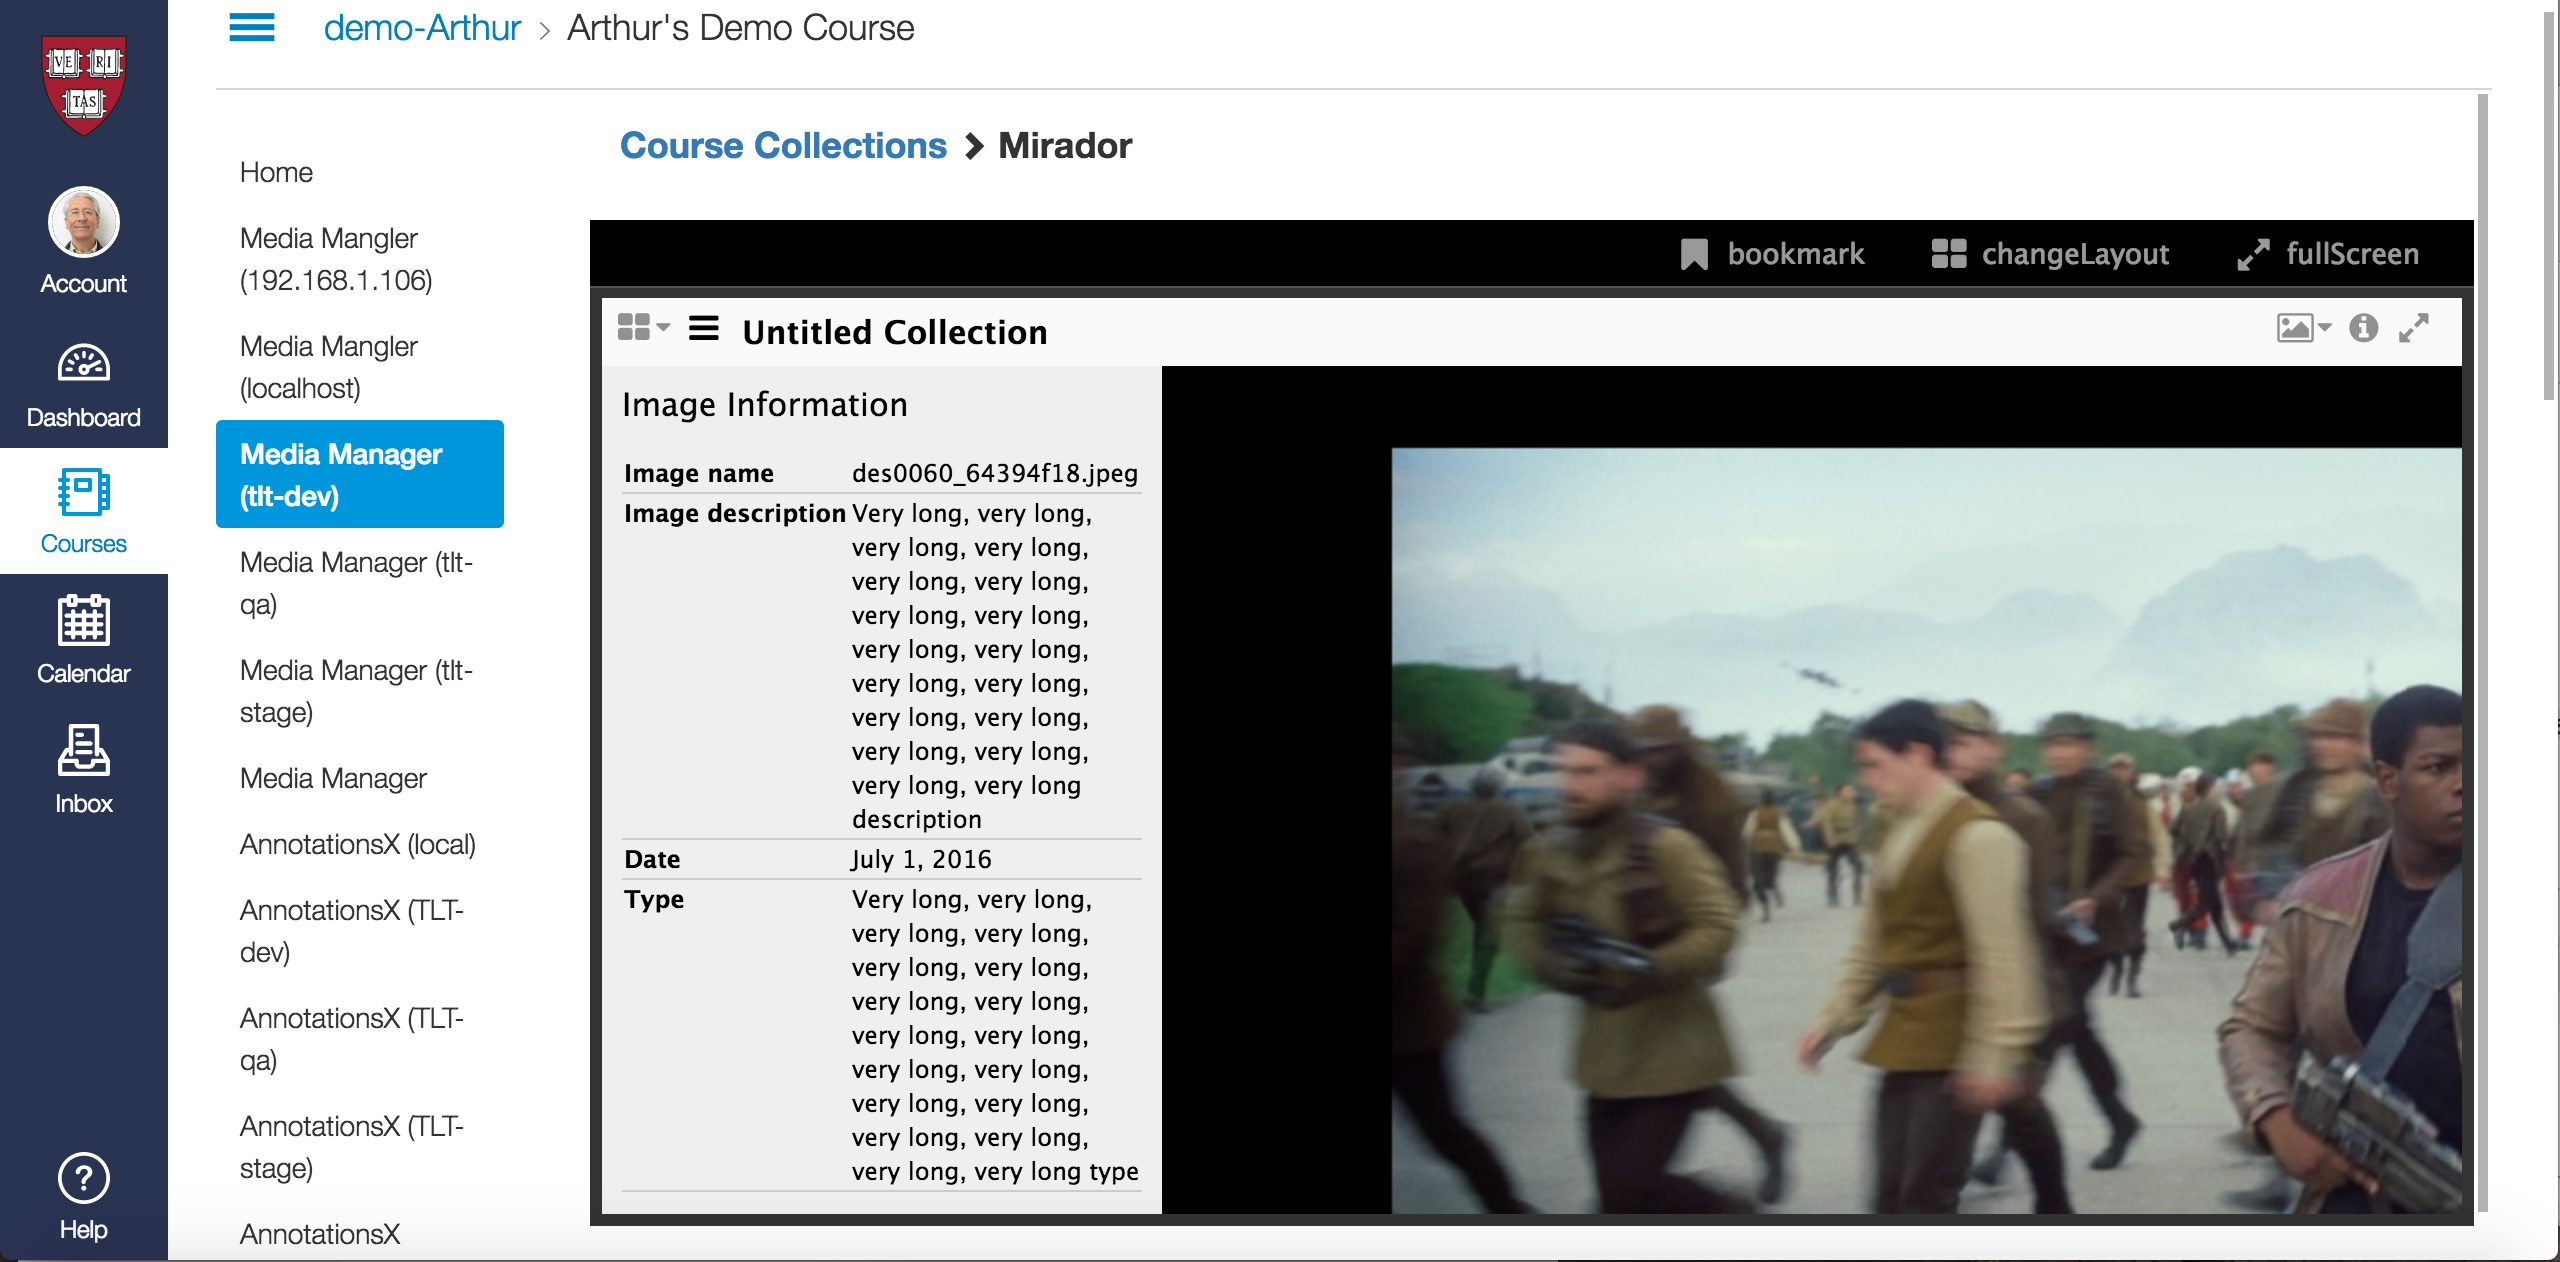 VE RI
TAS
Account
Dashboard
Courses
Calendar
Inbox
Help
demo-Arthur > Arthur's Demo Course
Home
Media Mangler
(192.168.1.106)
Media Mangler
(localhost)
Media Manager
(tlt-dev)
Media Manager (tlt-
qa)
Media Manager (tlt-
stage)
Media Manager
AnnotationsX (local)
AnnotationsX (TLT-
dev)
AnnotationsX (TLT-
qa)
AnnotationsX (TLT-
stage)
AnnotationsX
Course Collections > Mirador
bookmark changeLayout fullScreen
Untitled Collection
Image Information
Image name des0060_64394f18.jpeg
Image description Very long, very long,
very long, very long,
very long, very long,
very long, very long,
very long, very long,
very long, very long,
very long, very long,
very long, very long,
very long, very long
description
Date July 1, 2016
Type Very long, very long,
very long, very long,
very long, very long,
very long, very long,
very long, very long,
very long, very long,
very long, very long,
very long, very long,
very long, very long type